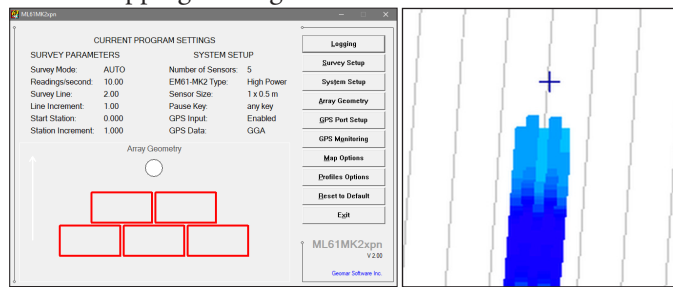 ML61MK2xpn
CURRENT PROGRAM SETTINGS
SURVEY PARAMETERS
Survey Mode: AUTO
Readings/second: 10.00
Survey Line: 2.00
Line Increment: 1.00
Start Station: 0.000
Station Increment: 1.000
SYSTEM SETUP
Number of Sensors: 5
EM61-MK2 Type: High Power
Sensor Size: 1 x 0.5 m
Pause Key: any key
GPS Input: Enabled
GPS Data: GGA
Array Geometry
Logging
Survey Setup
System Setup
Array Geometry
GPS Port Setup
GPS Monitoring
Map Options
Profiles Options
Reset to Default
Exit
ML61MK2xpn
V 2.00
Geomar Software Inc.